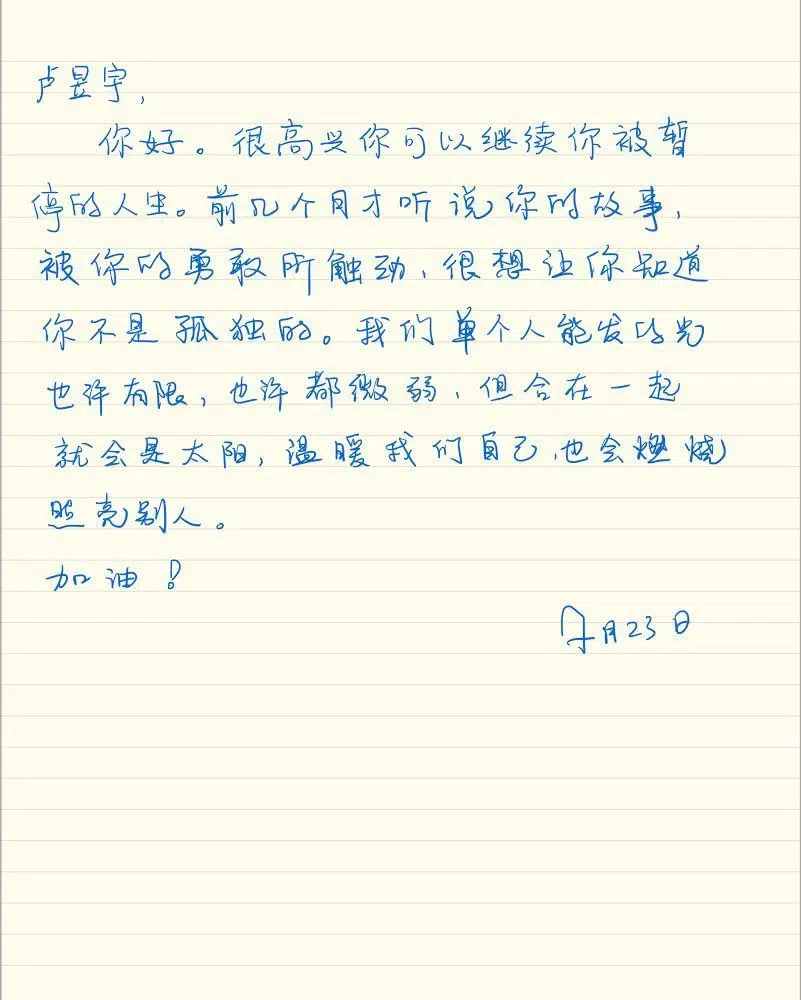 卢昱宇,
你好。很高兴你可以继续你被暂
停的人生。前几个月才听说你的故事,
被你的勇敢所触动,很想让你知道
你不是孤独的。我们单个人能发的光
也许有限,也许都微弱,但合在一起
就会是太阳,温暖我们自己,也会燃烧
照亮别人。
加油!
7月23日